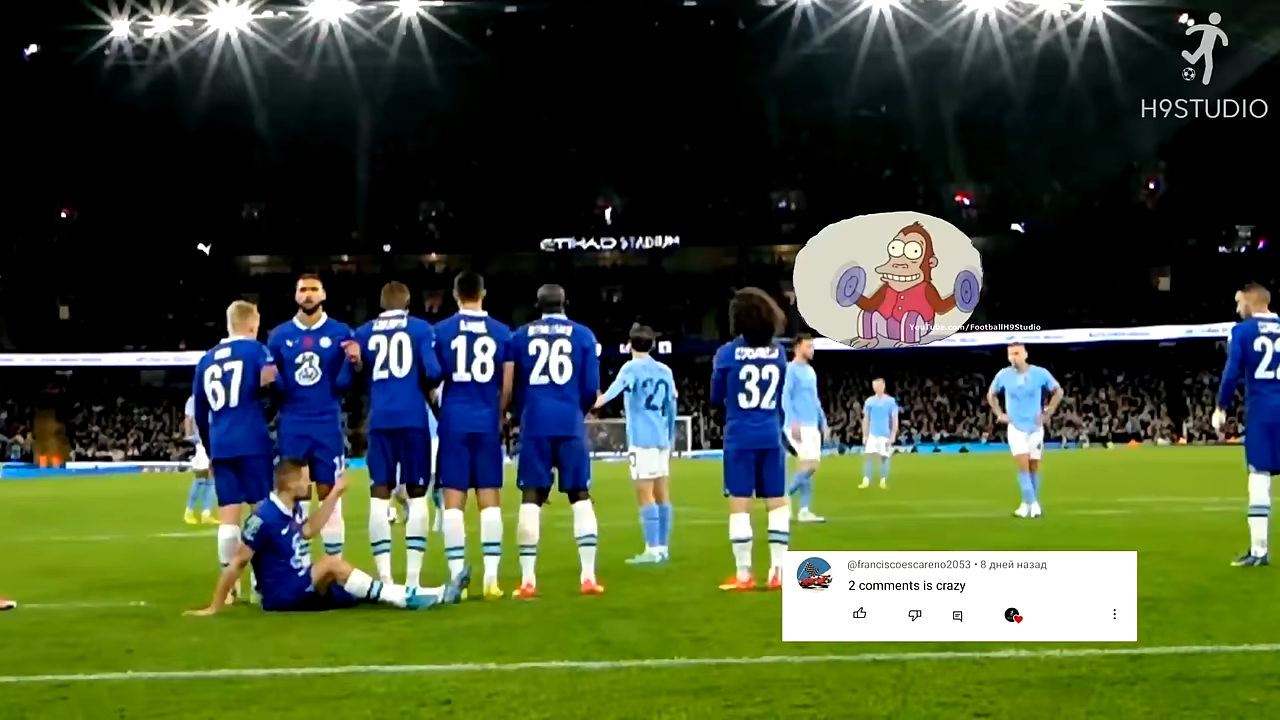 H9STUDIO
ETIHAD STADIUM
YouTube.com/FootballH9Studio
67
20
18
26
32
22
@franciscoescareno2053 • 8 дней назад
2 comments is crazy